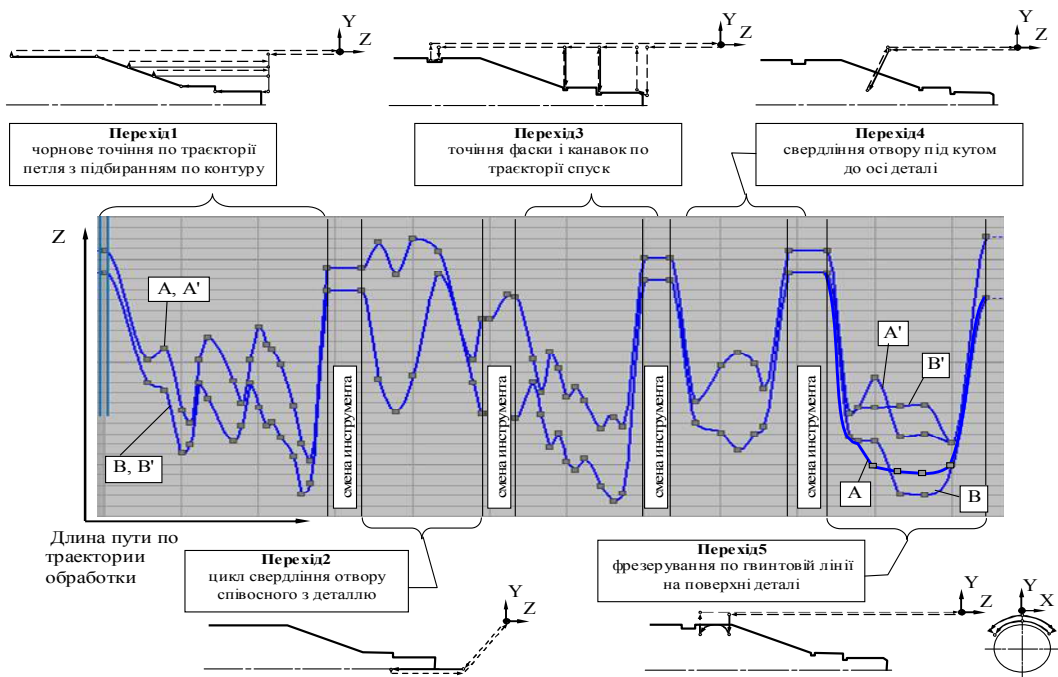 Y
Z
Y
Z
Y
Z
Перехід1
чорнове точіння по траєкторії
петля з підбиранням по контуру
Перехід3
точіння фаски і канавок по
траєкторії спуск
Перехід4
свердління отвору під кутом
до осі деталі
Z
A, A'
B, B'
смена инструмента
смена инструмента
смена инструмента
смена инструмента
A'
B'
A
B
Длина пути по
траектории
обработки
Перехід2
цикл свердління отвору
співосного з деталлю
Перехід5
фрезерування по гвинтовій лінії
на поверхні деталі
Y
Z
Y
Z
Y
X